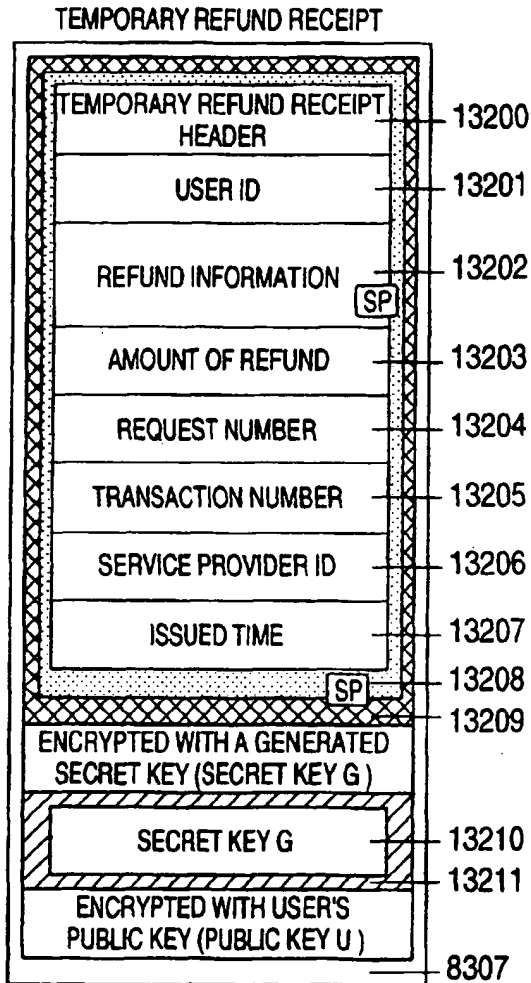 TEMPORARY REFUND RECEIPT
TEMPORARY REFUND RECEIPT
HEADER
13200
USER ID
13201
REFUND INFORMATION
13202
SP
AMOUNT OF REFUND
13203
REQUEST NUMBER
13204
TRANSACTION NUMBER
13205
SERVICE PROVIDER ID
13206
ISSUED TIME
13207
SP
13208
13209
ENCRYPTED WITH A GENERATED
SECRET KEY (SECRET KEY G)
SECRET KEY G
13210
13211
ENCRYPTED WITH USER'S
PUBLIC KEY (PUBLIC KEY U)
8307